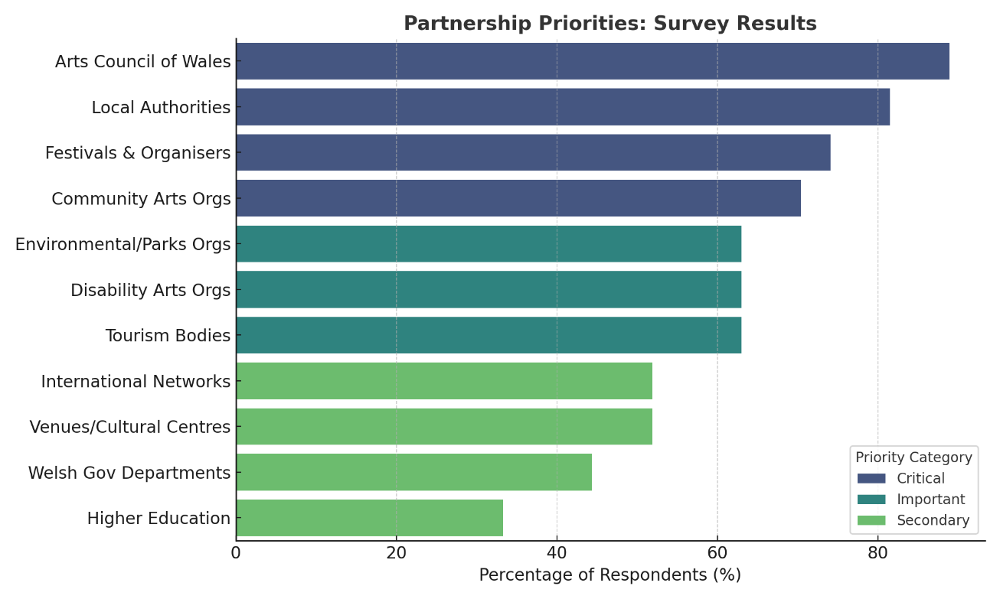 Partnership Priorities: Survey Results
Arts Council of Wales
Local Authorities
Festivals & Organisers
Community Arts Orgs
Environmental/Parks Orgs
Disability Arts Orgs
Tourism Bodies
International Networks
Venues/Cultural Centres
Welsh Gov Departments
Higher Education
Priority Category
Critical
Important
Secondary
0 20 40 60 80
Percentage of Respondents (%)